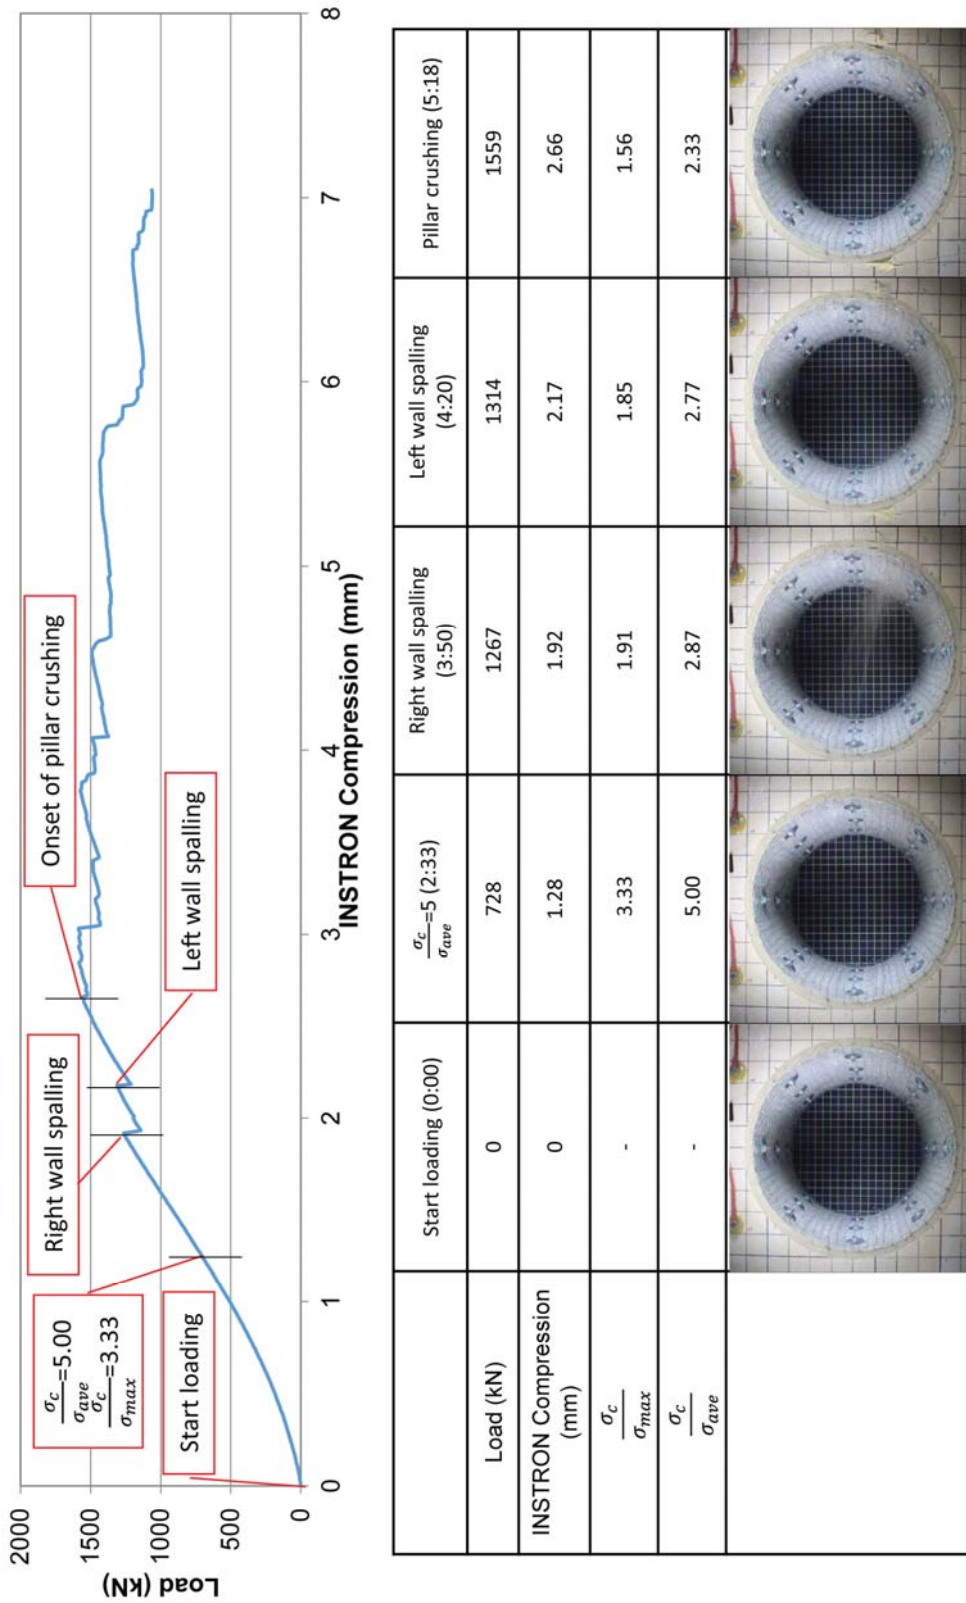 2000
1500
1000
500
0
Load (kN)
0
1
2
3
4
5
6
7
8
INSTRON Compression (mm)
σc/σave=5.00
σc/σmax=3.33
Start loading
Right wall spalling
Left wall spalling
Onset of pillar crushing
Start loading (0:00)
σc/σave=5 (2:33)
Right wall spalling
(3:50)
Left wall spalling
(4:20)
Pillar crushing (5:18)
Load (kN) 0 728 1267 1314 1559
INSTRON Compression
(mm) 0 1.28 1.92 2.17 2.66
σc/σmax - 3.33 1.91 1.85 1.56
σc/σave - 5.00 2.87 2.77 2.33